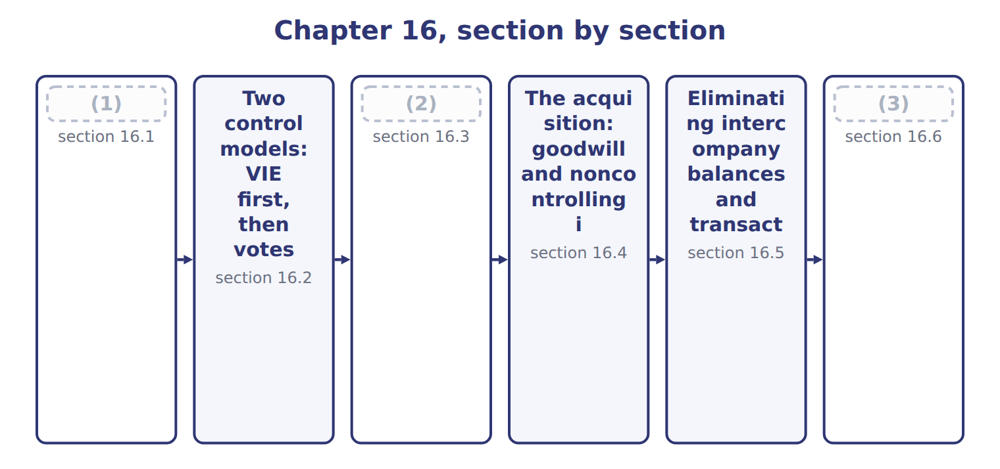 Chapter 16, section by section
(1)
section 16.1
Two
control
models:
VIE
first,
then
votes
section 16.2
(2)
section 16.3
The acqui
sition:
goodwill
and nonco
ntrolling
i
section 16.4
Eliminati
ng interc
ompany
balances
and
transact
section 16.5
(3)
section 16.6